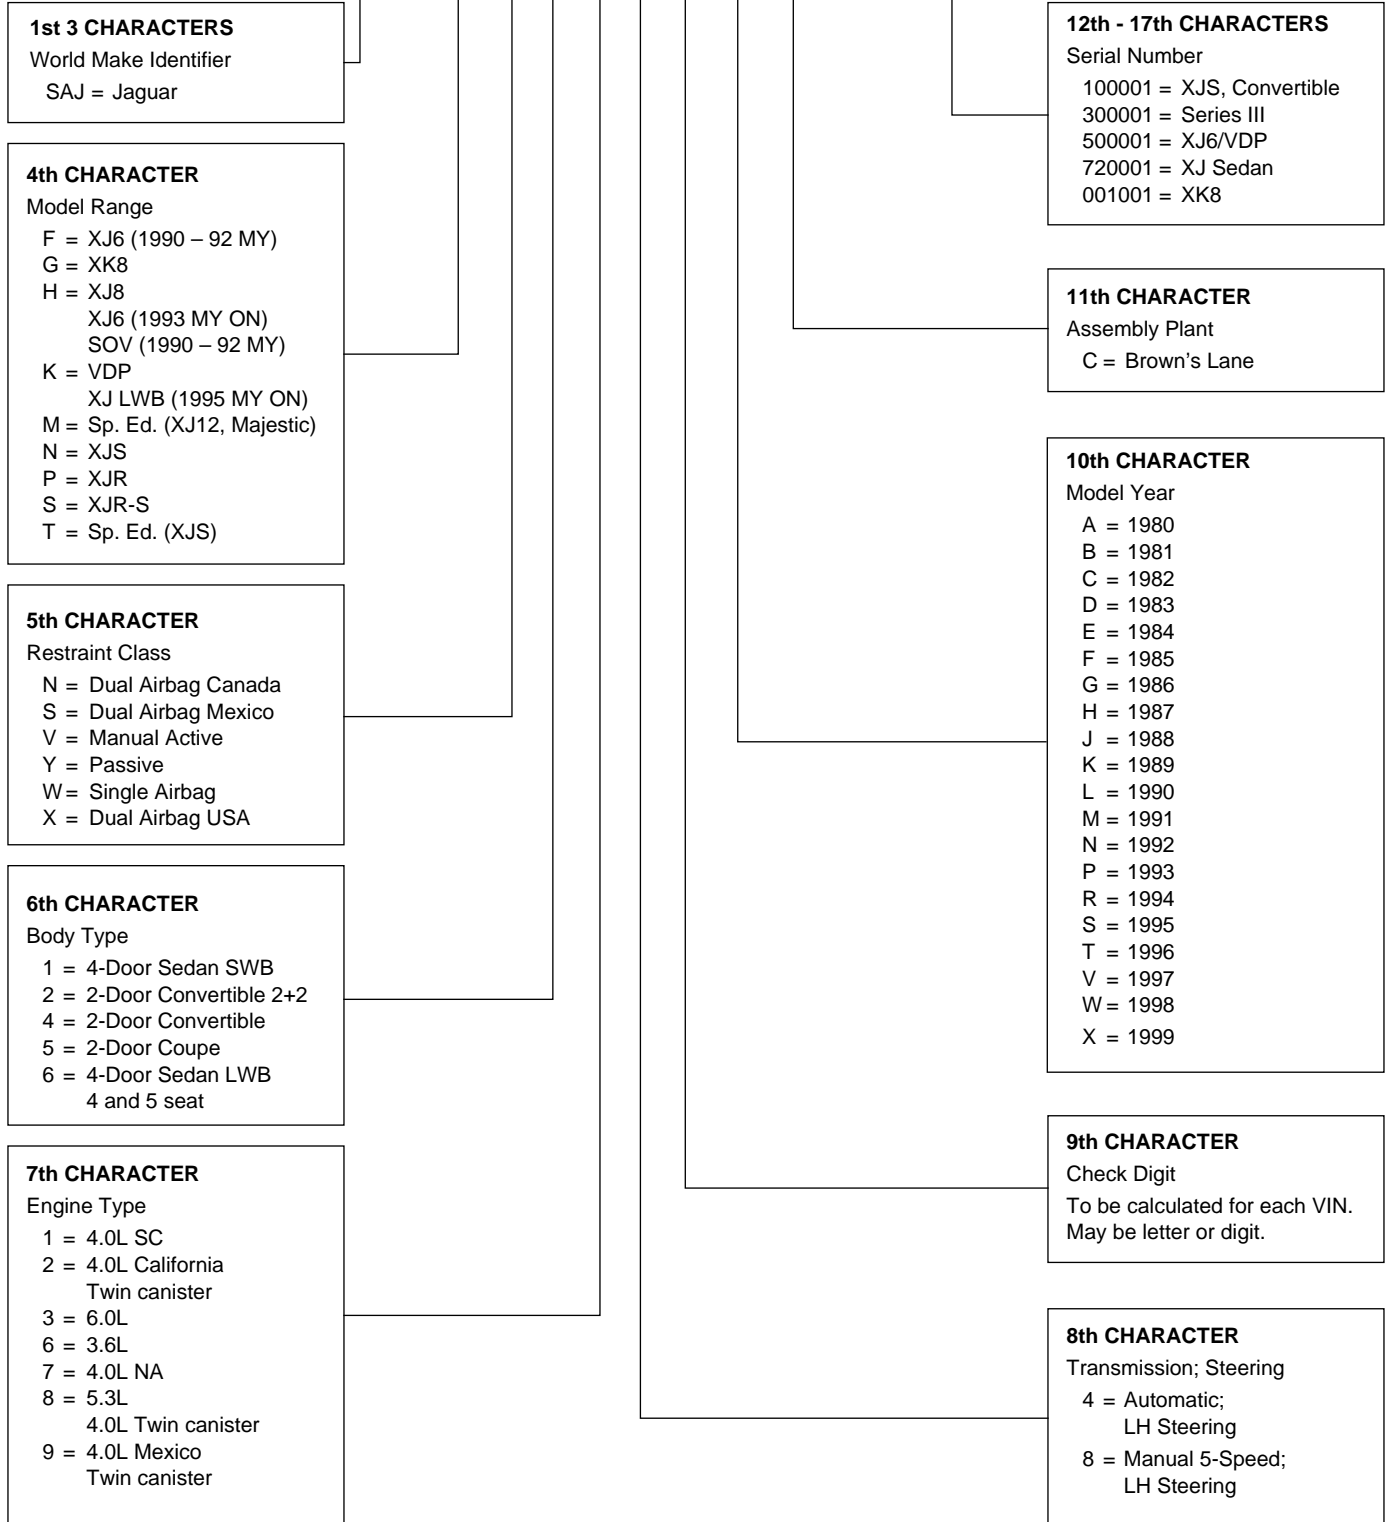 1st 3 CHARACTERS
World Make Identifier
SAJ = Jaguar
4th CHARACTER
Model Range
F = XJ6 (1990 – 92 MY)
G = XK8
H = XJ8
XJ6 (1993 MY ON)
SOV (1990 – 92 MY)
K = VDP
XJ LWB (1995 MY ON)
M = Sp. Ed. (XJ12, Majestic)
N = XJS
P = XJR
S = XJR-S
T = Sp. Ed. (XJS)
5th CHARACTER
Restraint Class
N = Dual Airbag Canada
S = Dual Airbag Mexico
V = Manual Active
Y = Passive
W = Single Airbag
X = Dual Airbag USA
6th CHARACTER
Body Type
1 = 4-Door Sedan SWB
2 = 2-Door Convertible 2+2
4 = 2-Door Convertible
5 = 2-Door Coupe
6 = 4-Door Sedan LWB
4 and 5 seat
7th CHARACTER
Engine Type
1 = 4.0L SC
2 = 4.0L California
Twin canister
3 = 6.0L
6 = 3.6L
7 = 4.0L NA
8 = 5.3L
4.0L Twin canister
9 = 4.0L Mexico
Twin canister
12th - 17th CHARACTERS
Serial Number
100001 = XJS, Convertible
300001 = Series III
500001 = XJ6/VDP
720001 = XJ Sedan
001001 = XK8
11th CHARACTER
Assembly Plant
C = Brown's Lane
10th CHARACTER
Model Year
A = 1980
B = 1981
C = 1982
D = 1983
E = 1984
F = 1985
G = 1986
H = 1987
J = 1988
K = 1989
L = 1990
M = 1991
N = 1992
P = 1993
R = 1994
S = 1995
T = 1996
V = 1997
W = 1998
X = 1999
9th CHARACTER
Check Digit
To be calculated for each VIN.
May be letter or digit.
8th CHARACTER
Transmission; Steering
4 = Automatic;
LH Steering
8 = Manual 5-Speed;
LH Steering